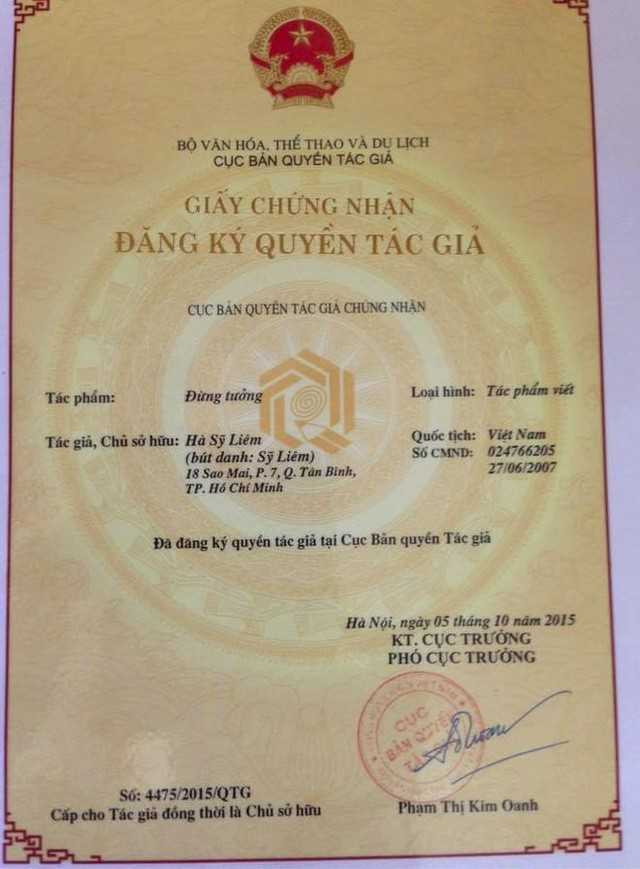 BỘ VĂN HÓA, THỂ THAO VÀ DU LỊCH
CỤC BẢN QUYỀN TÁC GIẢ
GIẤY CHỨNG NHẬN
ĐĂNG KÝ QUYỀN TÁC GIẢ
CỤC BẢN QUYỀN TÁC GIẢ CHỨNG NHẬN
Tác phẩm: Đừng tưởng Loại hình: Tác phẩm viết
Tác giả, Chủ sở hữu: Hà Sỹ Liêm Quốc tịch: Việt Nam
(bút danh: Sỹ Liêm) Số CMND: 024766205
18 Sao Mai, P. 7, Q. Tân Bình, 27/06/2007
TP. Hồ Chí Minh
Đã đăng ký quyền tác giả tại Cục Bản quyền Tác giả
Hà Nội, ngày 05 tháng 10 năm 2015
KT. CỤC TRƯỞNG
PHÓ CỤC TRƯỞNG
CỤC
BẢN QUYỀN
Số: 4475/2015/QTG
Cấp cho Tác giả đồng thời là Chủ sở hữu
Phạm Thị Kim Oanh